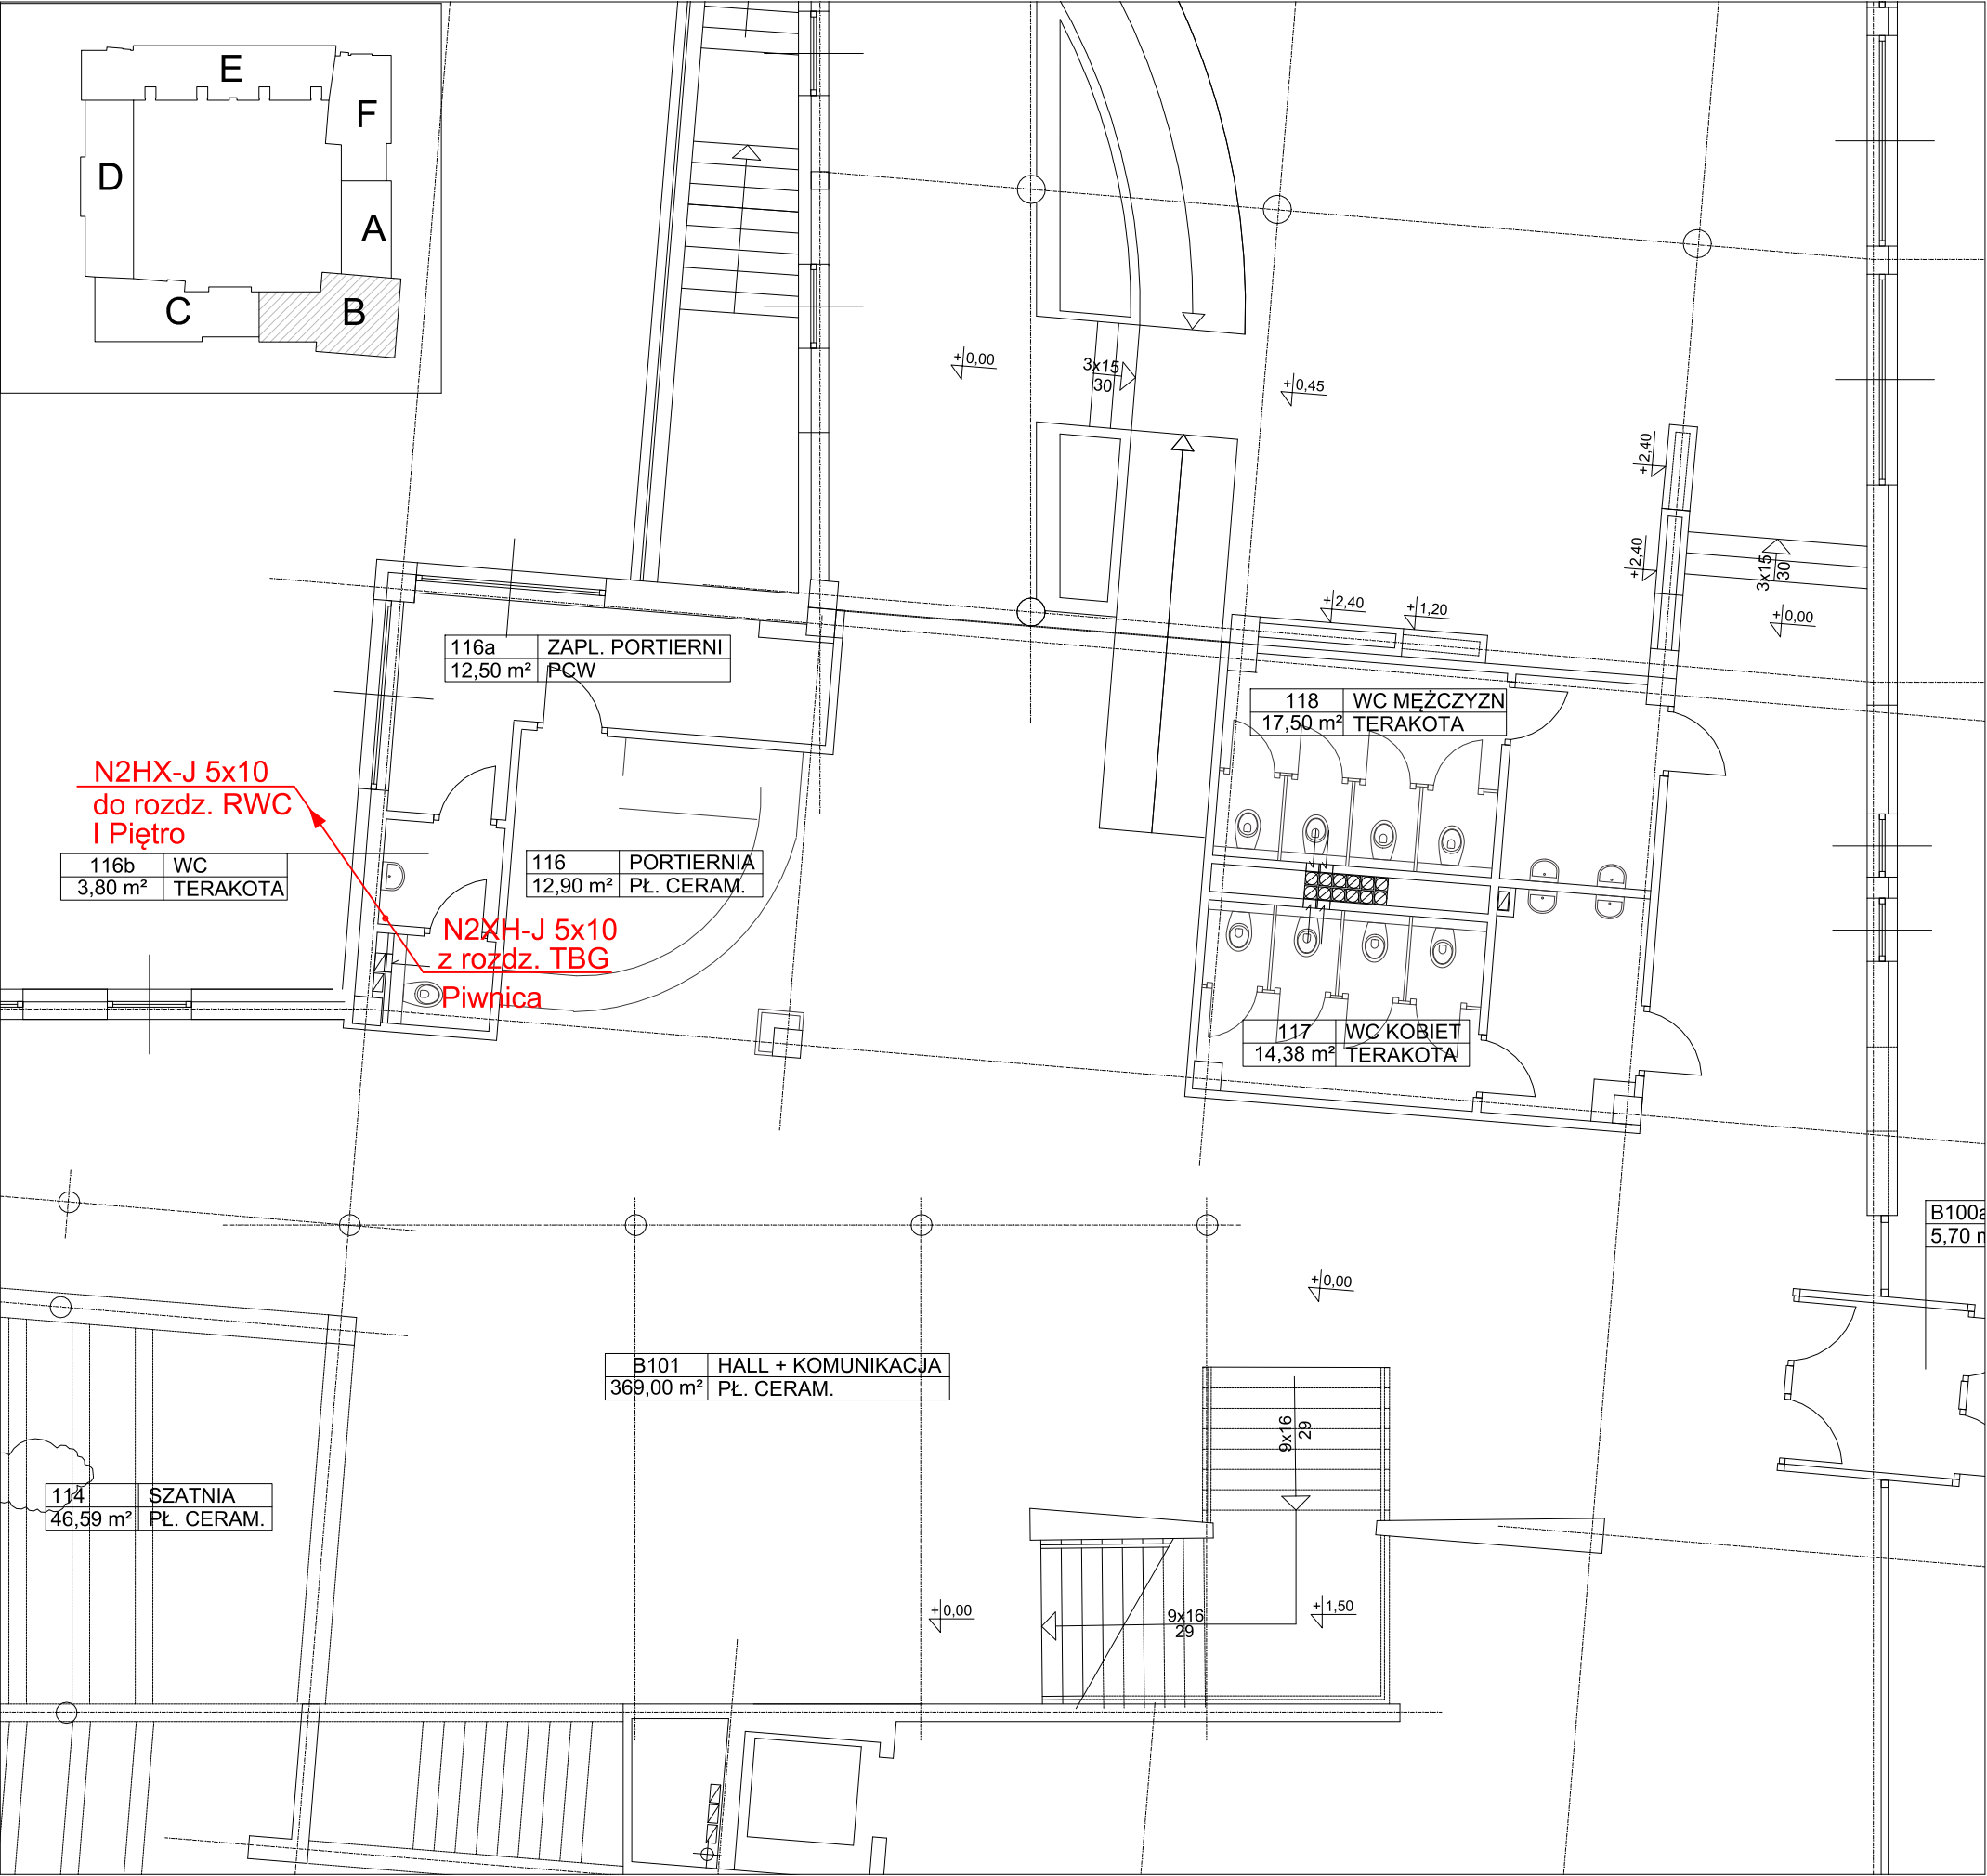 E
F
D
A
C
B
+0,00
3x15
30
+0,45
+2,40
+2,40
3x15
30
+2,40
+1,20
+0,00
116a ZAPL. PORTIERNI
12,50 m² PCW
118 WC MĘŻCZYZN
17,50 m² TERAKOTA
N2HX-J 5x10
do rozdz. RWC
I Piętro
116b WC
3,80 m² TERAKOTA
116 PORTIERNIA
12,90 m² PŁ. CERAM.
N2XH-J 5x10
z rozdz. TBG
Piwnica
117 WC KOBIET
14,38 m² TERAKOTA
B100a
5,70
+0,00
B101 HALL + KOMUNIKACJA
369,00 m² PŁ. CERAM.
9x16
29
114 SZATNIA
46,59 m² PŁ. CERAM.
+0,00
9x16
29
+1,50